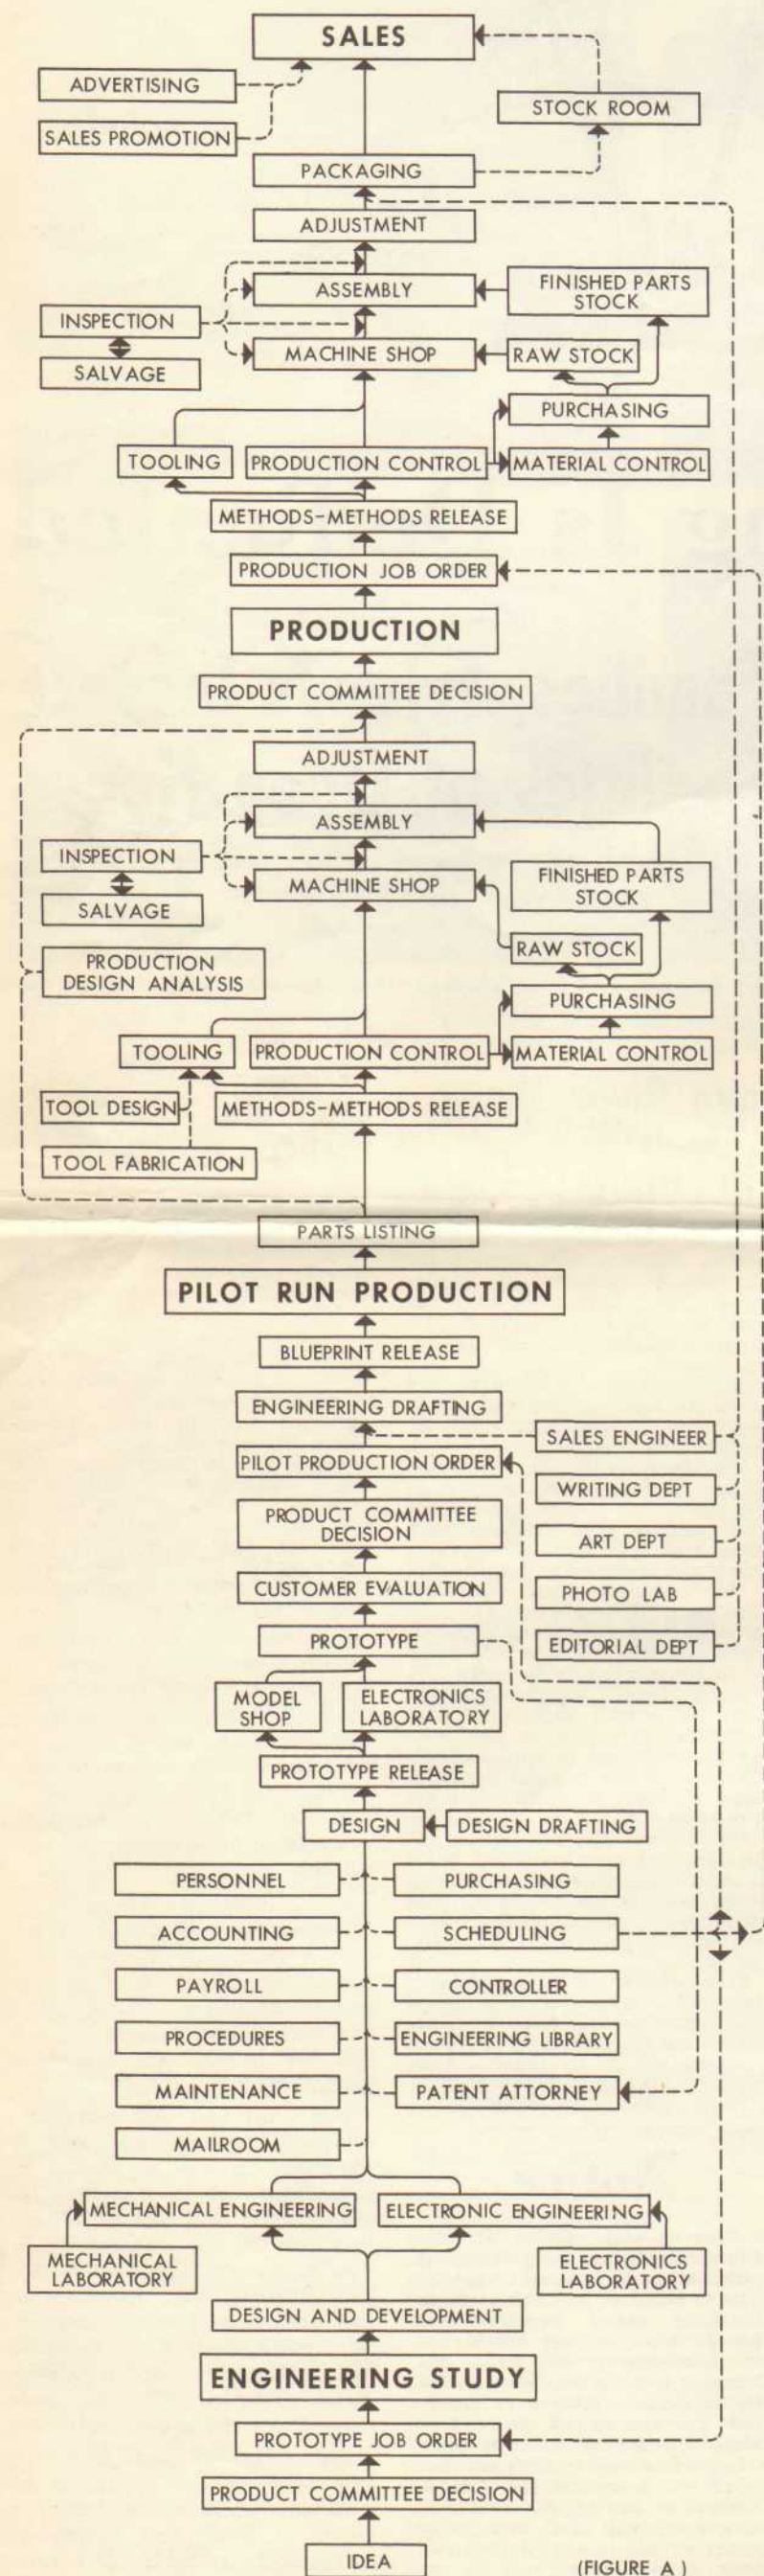 SALES
ADVERTISING
STOCK ROOM
SALES PROMOTION
PACKAGING
ADJUSTMENT
FINISHED PARTS
STOCK
ASSEMBLY
INSPECTION
MACHINE SHOP
RAW STOCK
SALVAGE
PURCHASING
TOOLING
PRODUCTION CONTROL
MATERIAL CONTROL
METHODS-METHODS RELEASE
PRODUCTION JOB ORDER
PRODUCTION
PRODUCT COMMITTEE DECISION
ADJUSTMENT
ASSEMBLY
INSPECTION
MACHINE SHOP
FINISHED PARTS
STOCK
SALVAGE
RAW STOCK
PRODUCTION
DESIGN ANALYSIS
PURCHASING
TOOLING
PRODUCTION CONTROL
MATERIAL CONTROL
TOOL DESIGN
METHODS-METHODS RELEASE
TOOL FABRICATION
PARTS LISTING
PILOT RUN PRODUCTION
BLUEPRINT RELEASE
ENGINEERING DRAFTING
SALES ENGINEER
PILOT PRODUCTION ORDER
WRITING DEPT
PRODUCT COMMITTEE
DECISION
ART DEPT
CUSTOMER EVALUATION
PHOTO LAB
PROTOTYPE
EDITORIAL DEPT
MODEL
SHOP
ELECTRONICS
LABORATORY
PROTOTYPE RELEASE
DESIGN
DESIGN DRAFTING
PERSONNEL
PURCHASING
ACCOUNTING
SCHEDULING
PAYROLL
CONTROLLER
PROCEDURES
ENGINEERING LIBRARY
MAINTENANCE
PATENT ATTORNEY
MAILROOM
MECHANICAL ENGINEERING
ELECTRONIC ENGINEERING
MECHANICAL
LABORATORY
ELECTRONICS
LABORATORY
DESIGN AND DEVELOPMENT
ENGINEERING STUDY
PROTOTYPE JOB ORDER
PRODUCT COMMITTEE DECISION
IDEA
(FIGURE A)